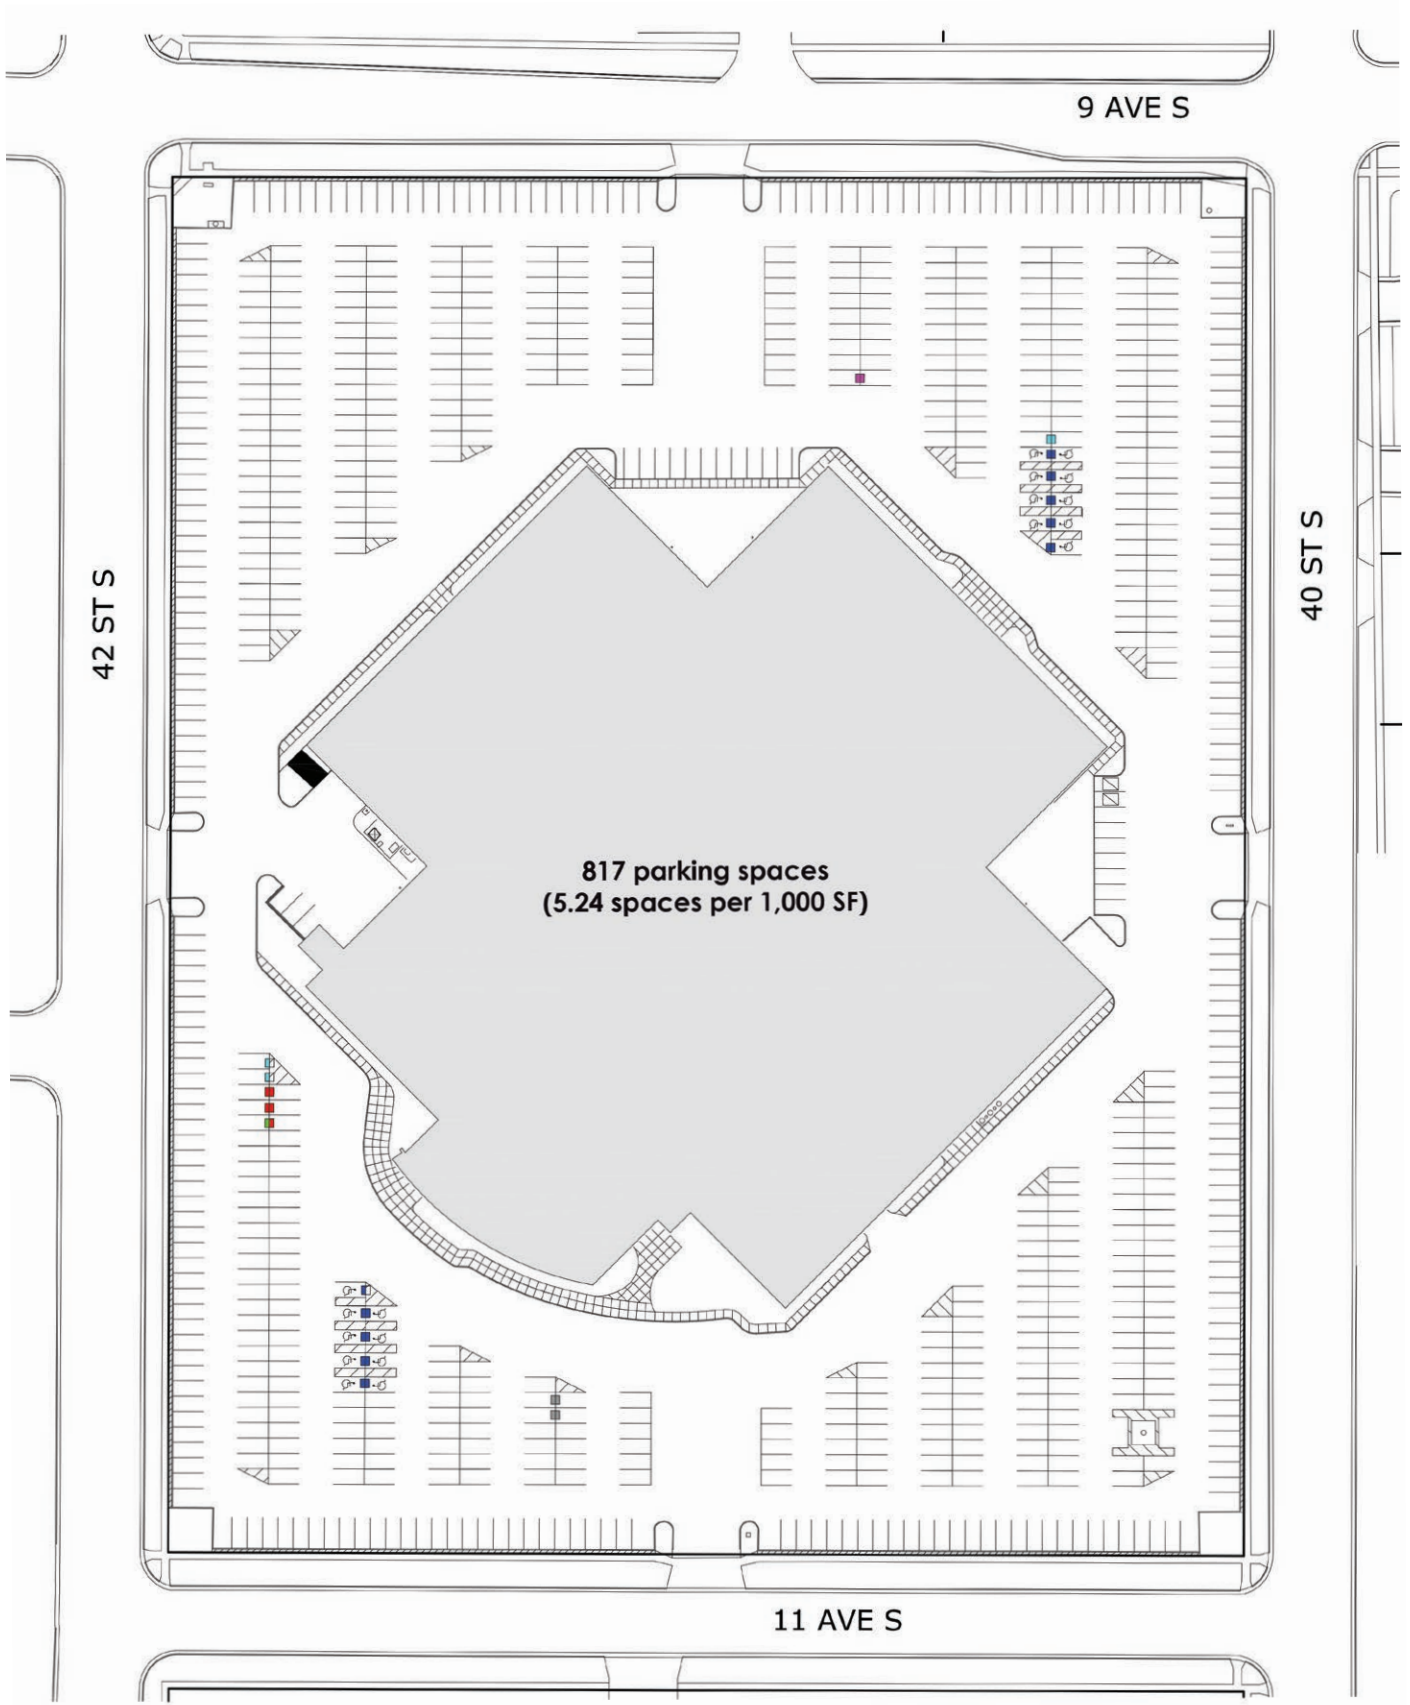 9 AVE S
42 ST S
40 ST S
817 parking spaces
(5.24 spaces per 1,000 SF)
11 AVE S